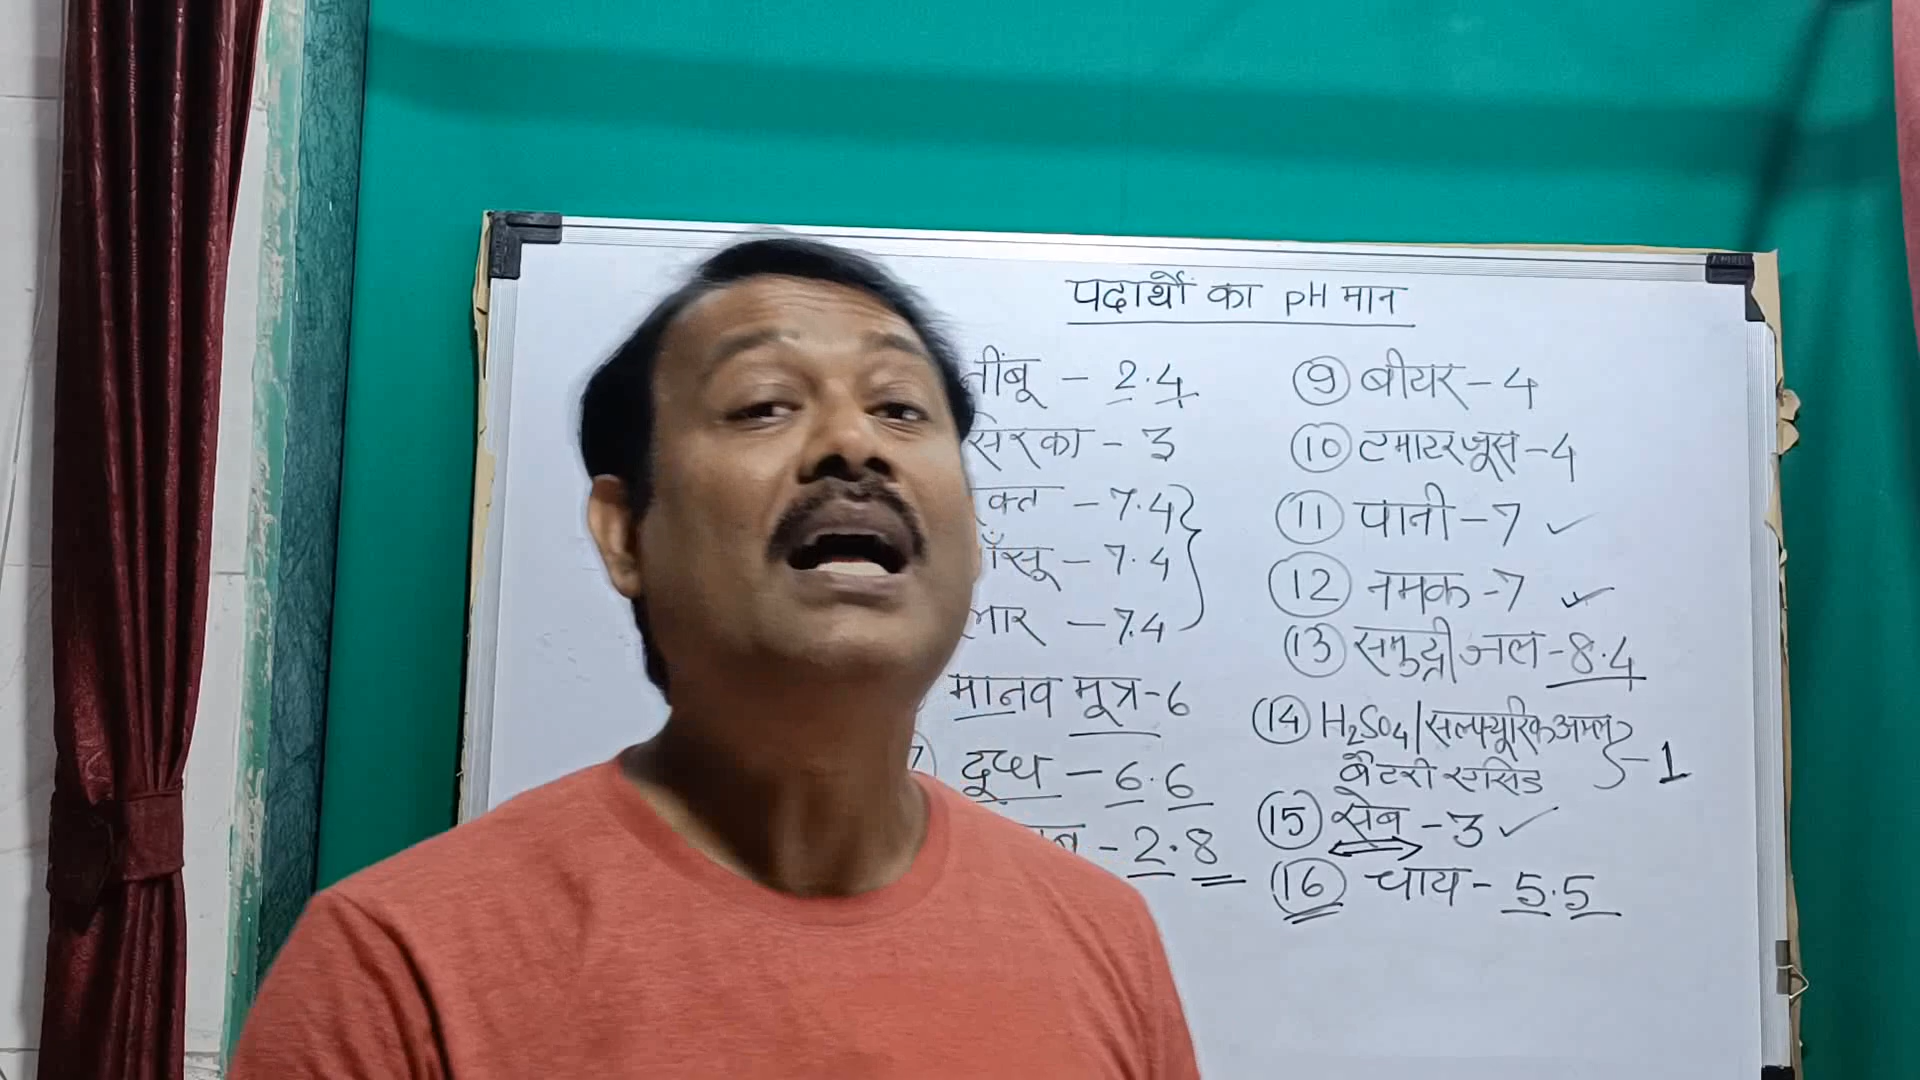 पदार्थों का pH मान
नींबू - 2.4
सिरका - 3
रक्त - 7.4
आँसू - 7.4
लार - 7.4
मानव मूत्र - 6
दूध - 6.6
- 2.8
9 बीयर - 4
10 टमाटर जूस - 4
11 पानी - 7 ✓
12 नमक - 7 ✓
13 समुद्री जल - 8.4
14 H₂SO₄ / सल्फ्यूरिक अम्ल
बैटरी एसिड } - 1
15 सेब - 3 ✓
16 चाय - 5.5